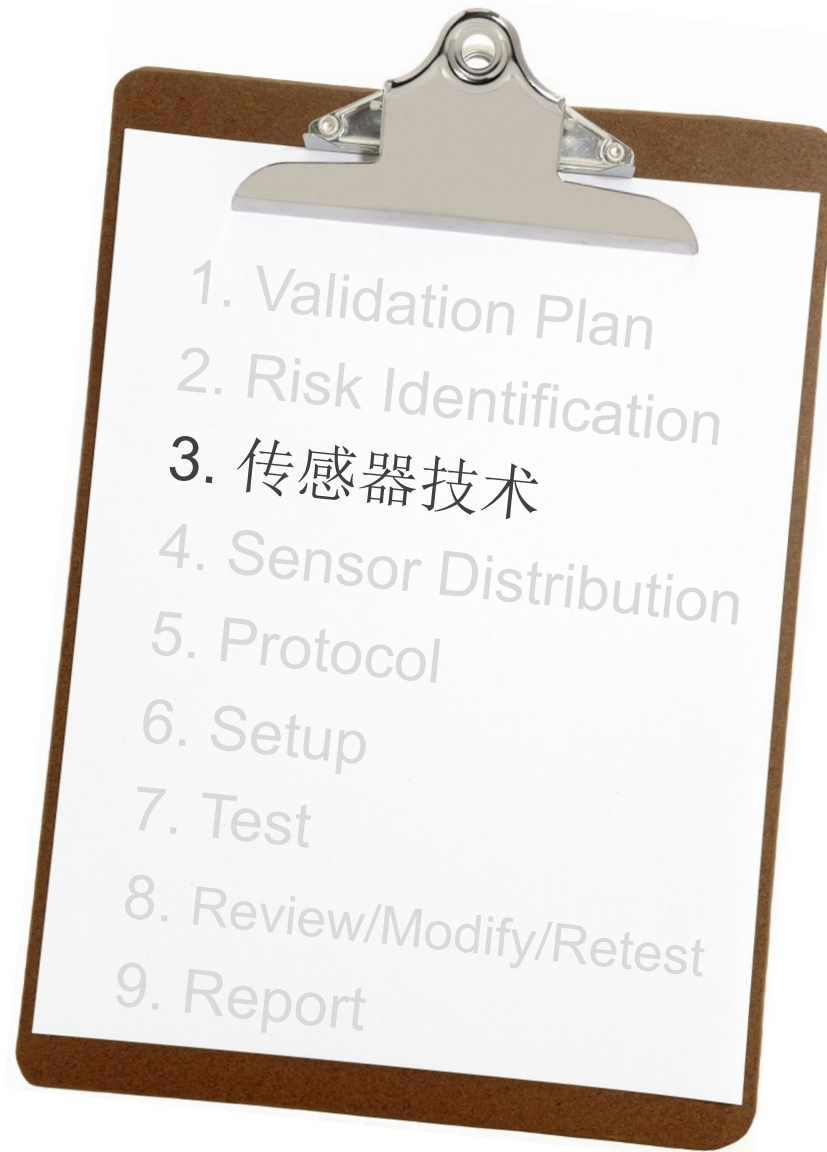 1. Validation Plan
2. Risk Identification
3. 传感器技术
4. Sensor Distribution
5. Protocol
6. Setup
7. Test
8. Review/Modify/Retest
9. Report